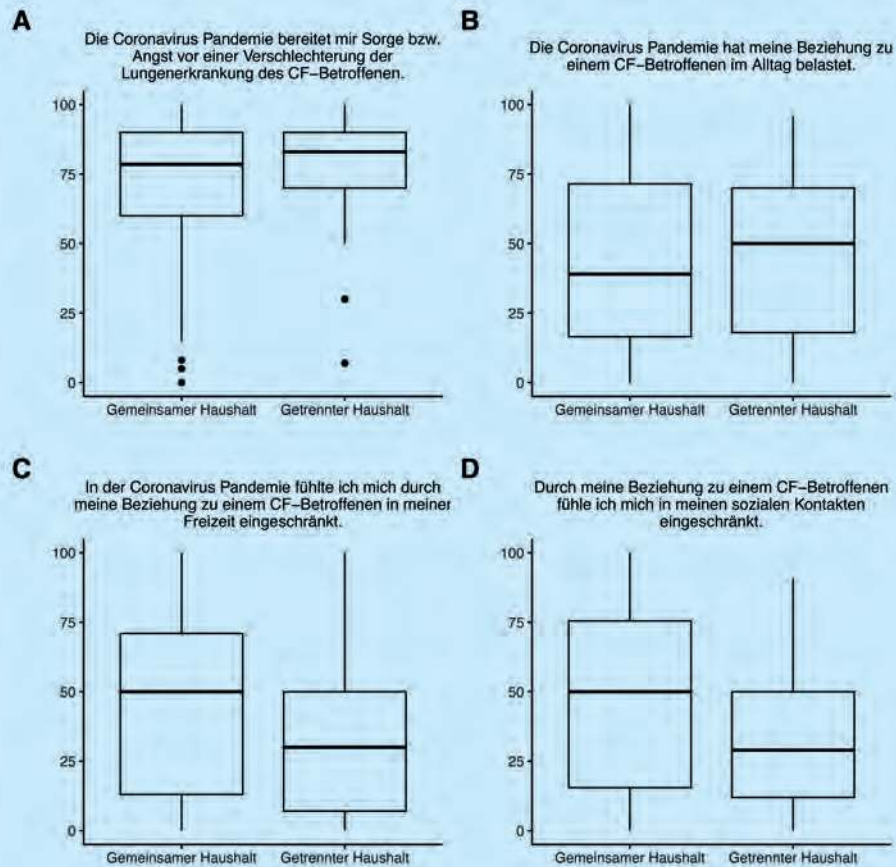 A
Die Coronavirus Pandemie bereitet mir Sorge bzw.
Angst vor einer Verschlechterung der
Lungenerkrankung des CF−Betroffenen.
100
75
50
25
0
Gemeinsamer Haushalt
Getrennter Haushalt
B
Die Coronavirus Pandemie hat meine Beziehung zu
einem CF−Betroffenen im Alltag belastet.
100
75
50
25
0
Gemeinsamer Haushalt
Getrennter Haushalt
C
In der Coronavirus Pandemie fühlte ich mich durch
meine Beziehung zu einem CF−Betroffenen in meiner
Freizeit eingeschränkt.
100
75
50
25
0
Gemeinsamer Haushalt
Getrennter Haushalt
D
Durch meine Beziehung zu einem CF−Betroffenen
fühle ich mich in meinen sozialen Kontakten
eingeschränkt.
100
75
50
25
0
Gemeinsamer Haushalt
Getrennter Haushalt